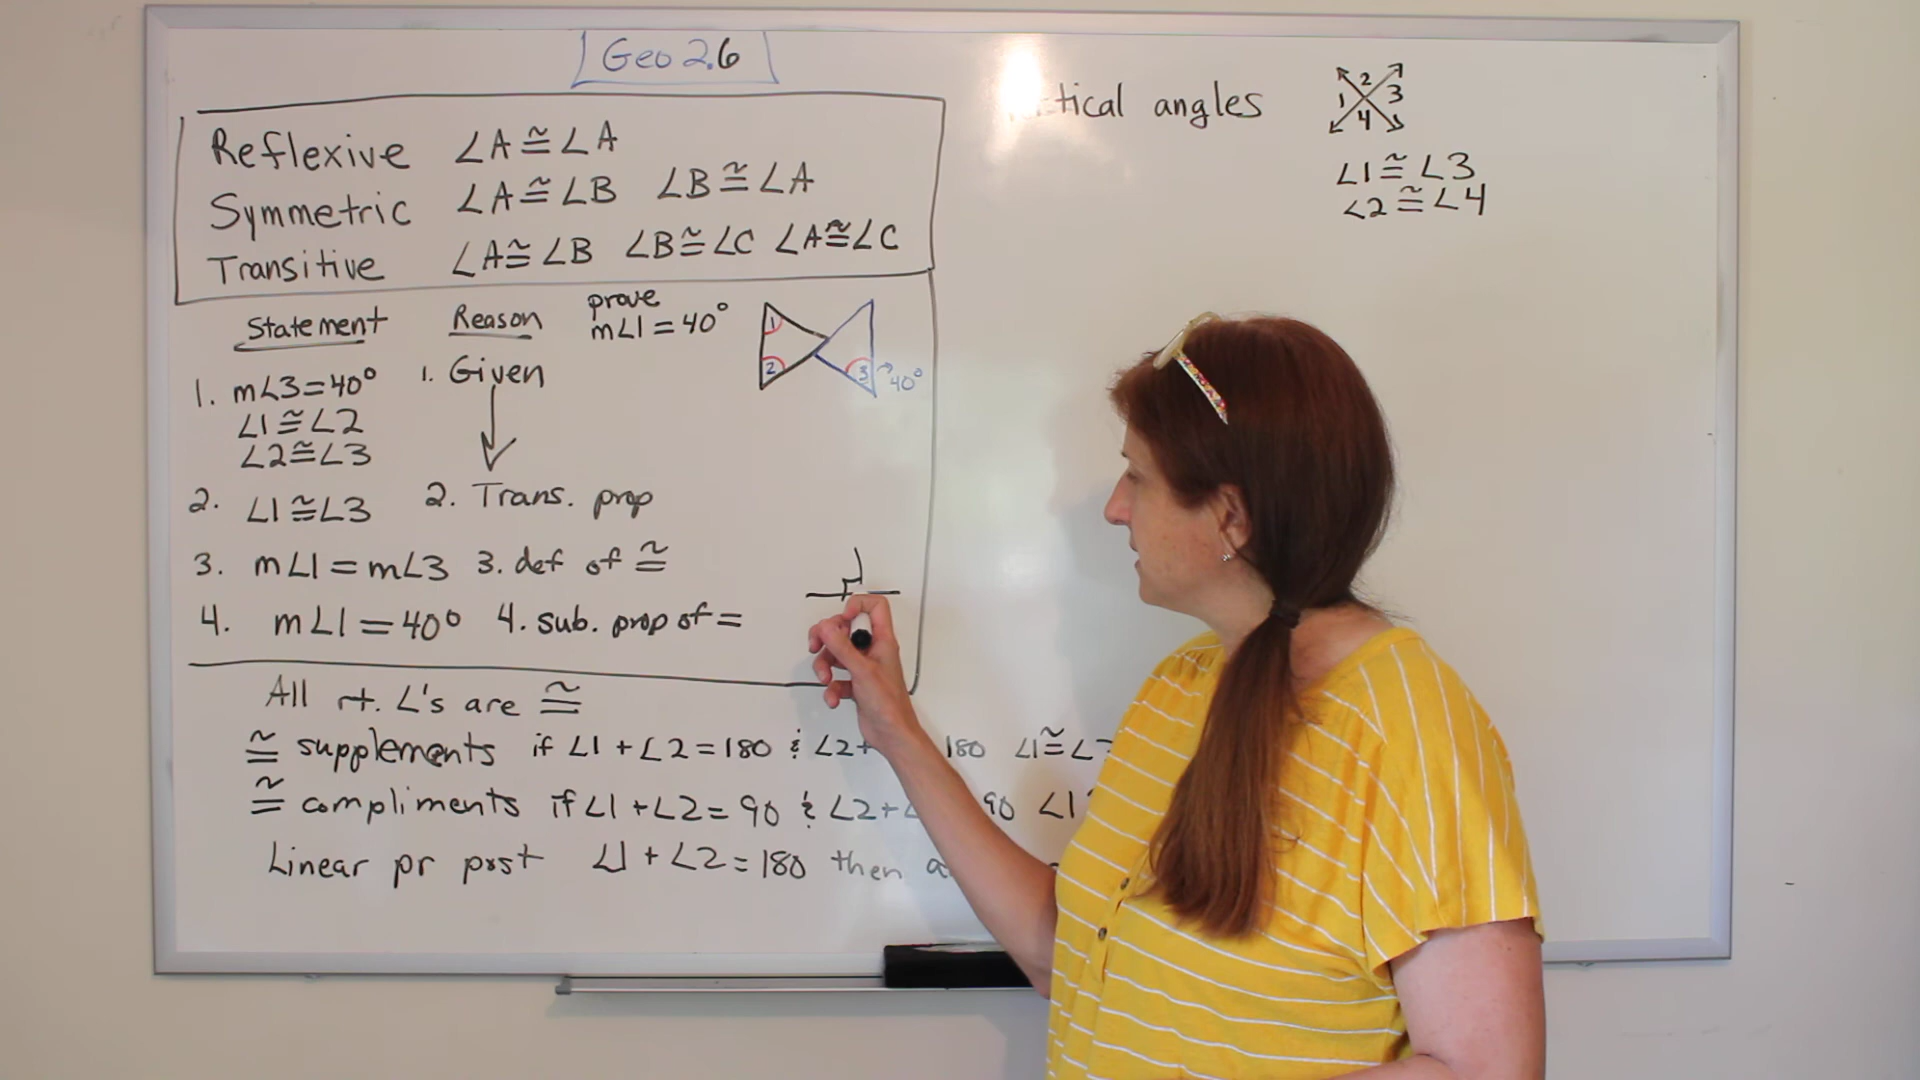 Geo 2.6
Reflexive ∠A ≅ ∠A
Symmetric ∠A ≅ ∠B ∠B ≅ ∠A
Transitive ∠A ≅ ∠B ∠B ≅ ∠C ∠A ≅ ∠C
Statement Reason
prove
m∠1 = 40°
1 2 3 40°
1. m∠3 = 40° 1. Given
∠1 ≅ ∠2
∠2 ≅ ∠3
2. ∠1 ≅ ∠3 2. Trans. prop
3. m∠1 = m∠3 3. def of ≅
4. m∠1 = 40° 4. sub. prop of =
All rt. ∠'s are ≅
≅ supplements if ∠1 + ∠2 = 180 & ∠2+ 180 ∠1 ≅ ∠
≅ compliments if ∠1 + ∠2 = 90 & ∠2+ 90 ∠1
Linear pr post ∠1 + ∠2 = 180 then
angles
1 2 3 4
∠1 ≅ ∠3
∠2 ≅ ∠4